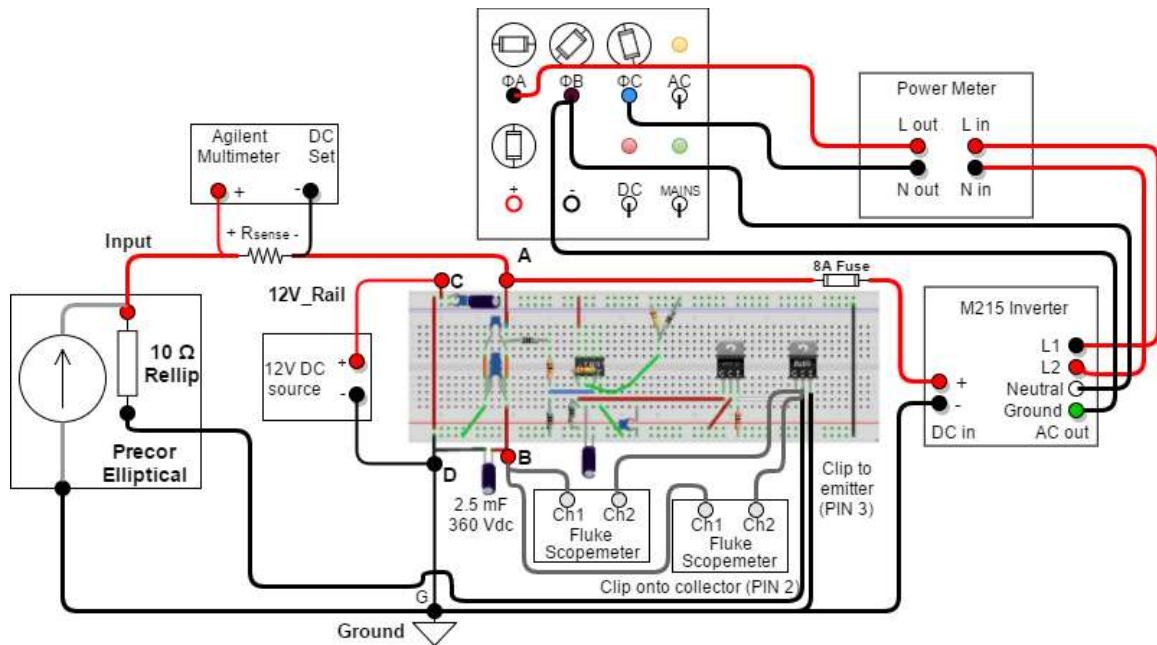 ΦA ΦB ΦC AC
+ - DC MAINS
Power Meter
L out L in
N out N in
Agilent DC
Multimeter Set
+ -
+ Rsense -
Input
A
8A Fuse
C
12V_Rail
M215 Inverter
L1
L2
Neutral
Ground
+
-
DC in AC out
10 Ω
Rellip
Precor
Elliptical
12V DC
source
+
-
B
D
2.5 mF
360 Vdc
Ch1 Ch2
Fluke
Scopemeter
Ch1 Ch2
Fluke
Scopemeter
Clip to
emitter
(PIN 3)
Clip onto collector (PIN 2)
G
Ground